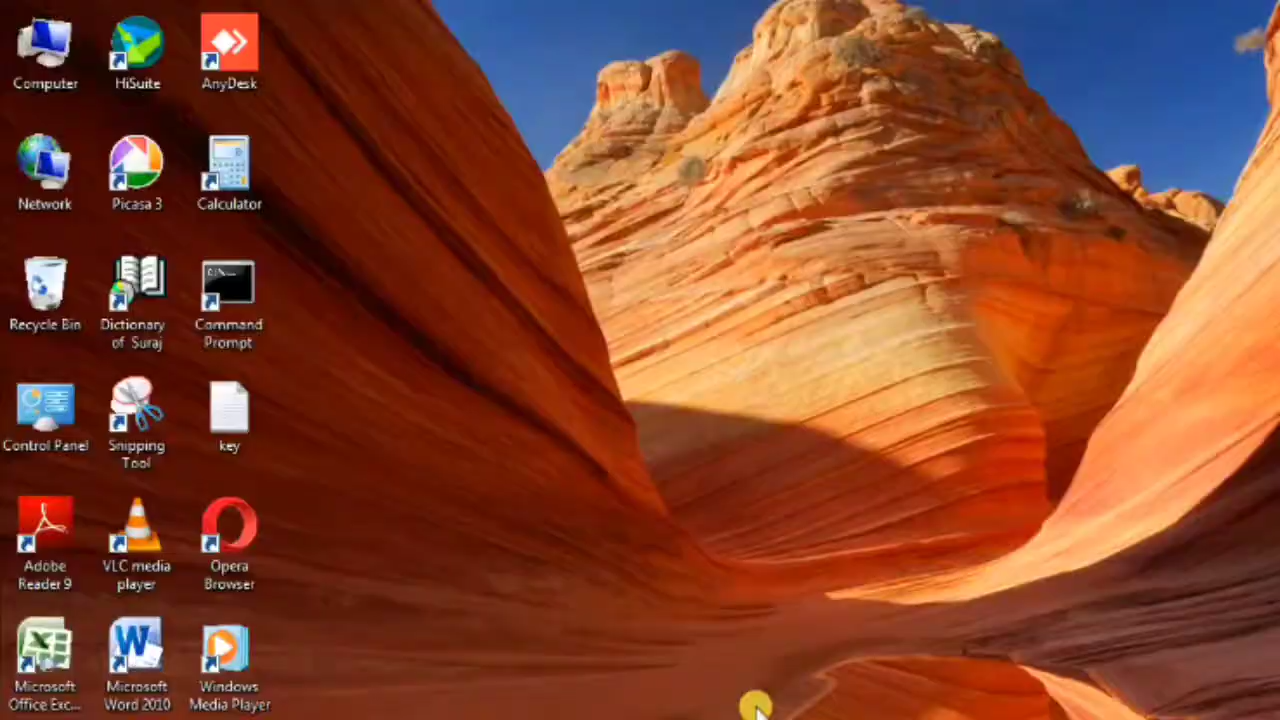 Computer
HiSuite
AnyDesk
Network
Picasa 3
Calculator
Recycle Bin
Dictionary
of Suraj
Command
Prompt
Control Panel
Snipping
Tool
key
Adobe
Reader 9
VLC media
player
Opera
Browser
Microsoft
Office Exc...
Microsoft
Word 2010
Windows
Media Player